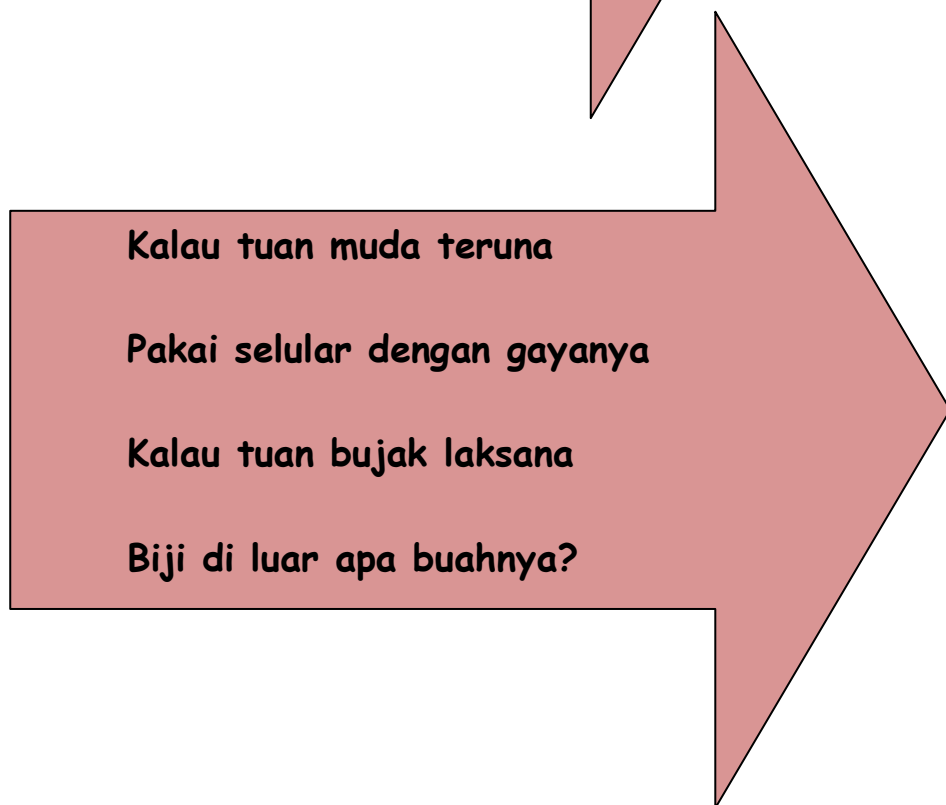 Kalau tuan muda teruna
Pakai selular dengan gayanya
Kalau tuan bujak laksana
Biji di luar apa buahnya?